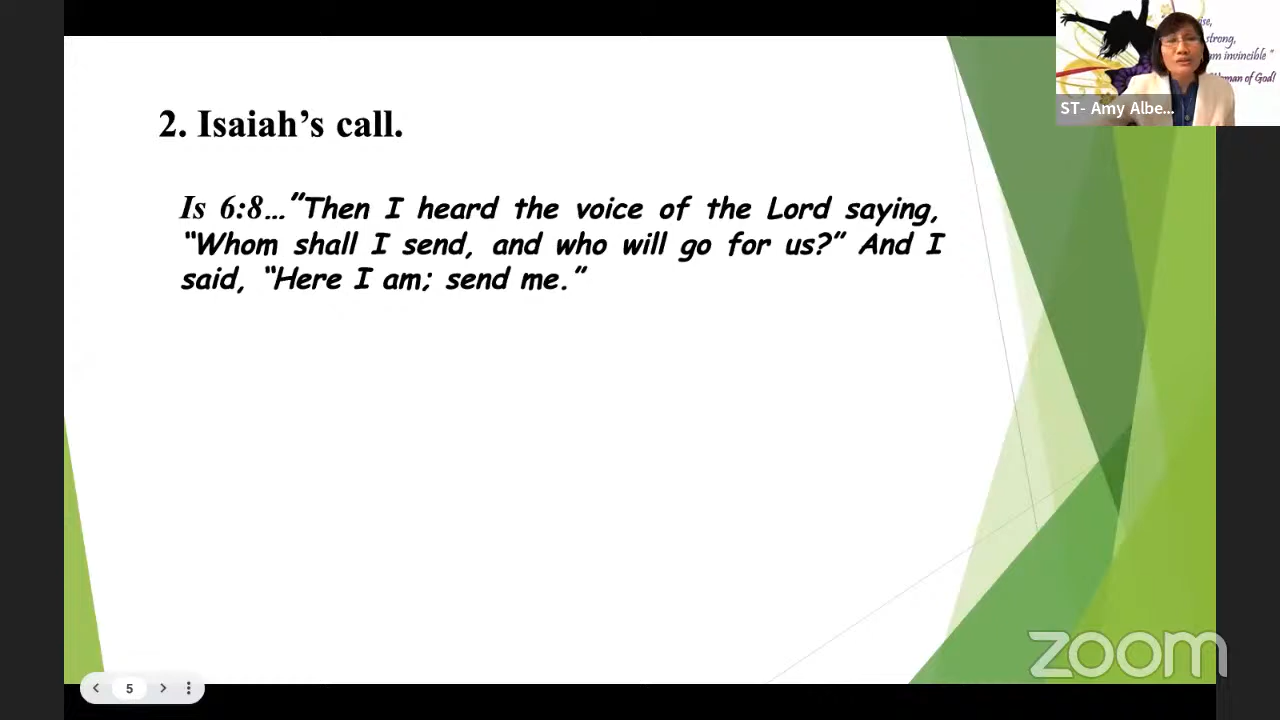 2. Isaiah’s call.
Is 6:8…”Then I heard the voice of the Lord saying,
“Whom shall I send, and who will go for us?” And I
said, “Here I am; send me.”
strong,
am invincible "
Woman of God!
ST- Amy Albe...
5
zoom